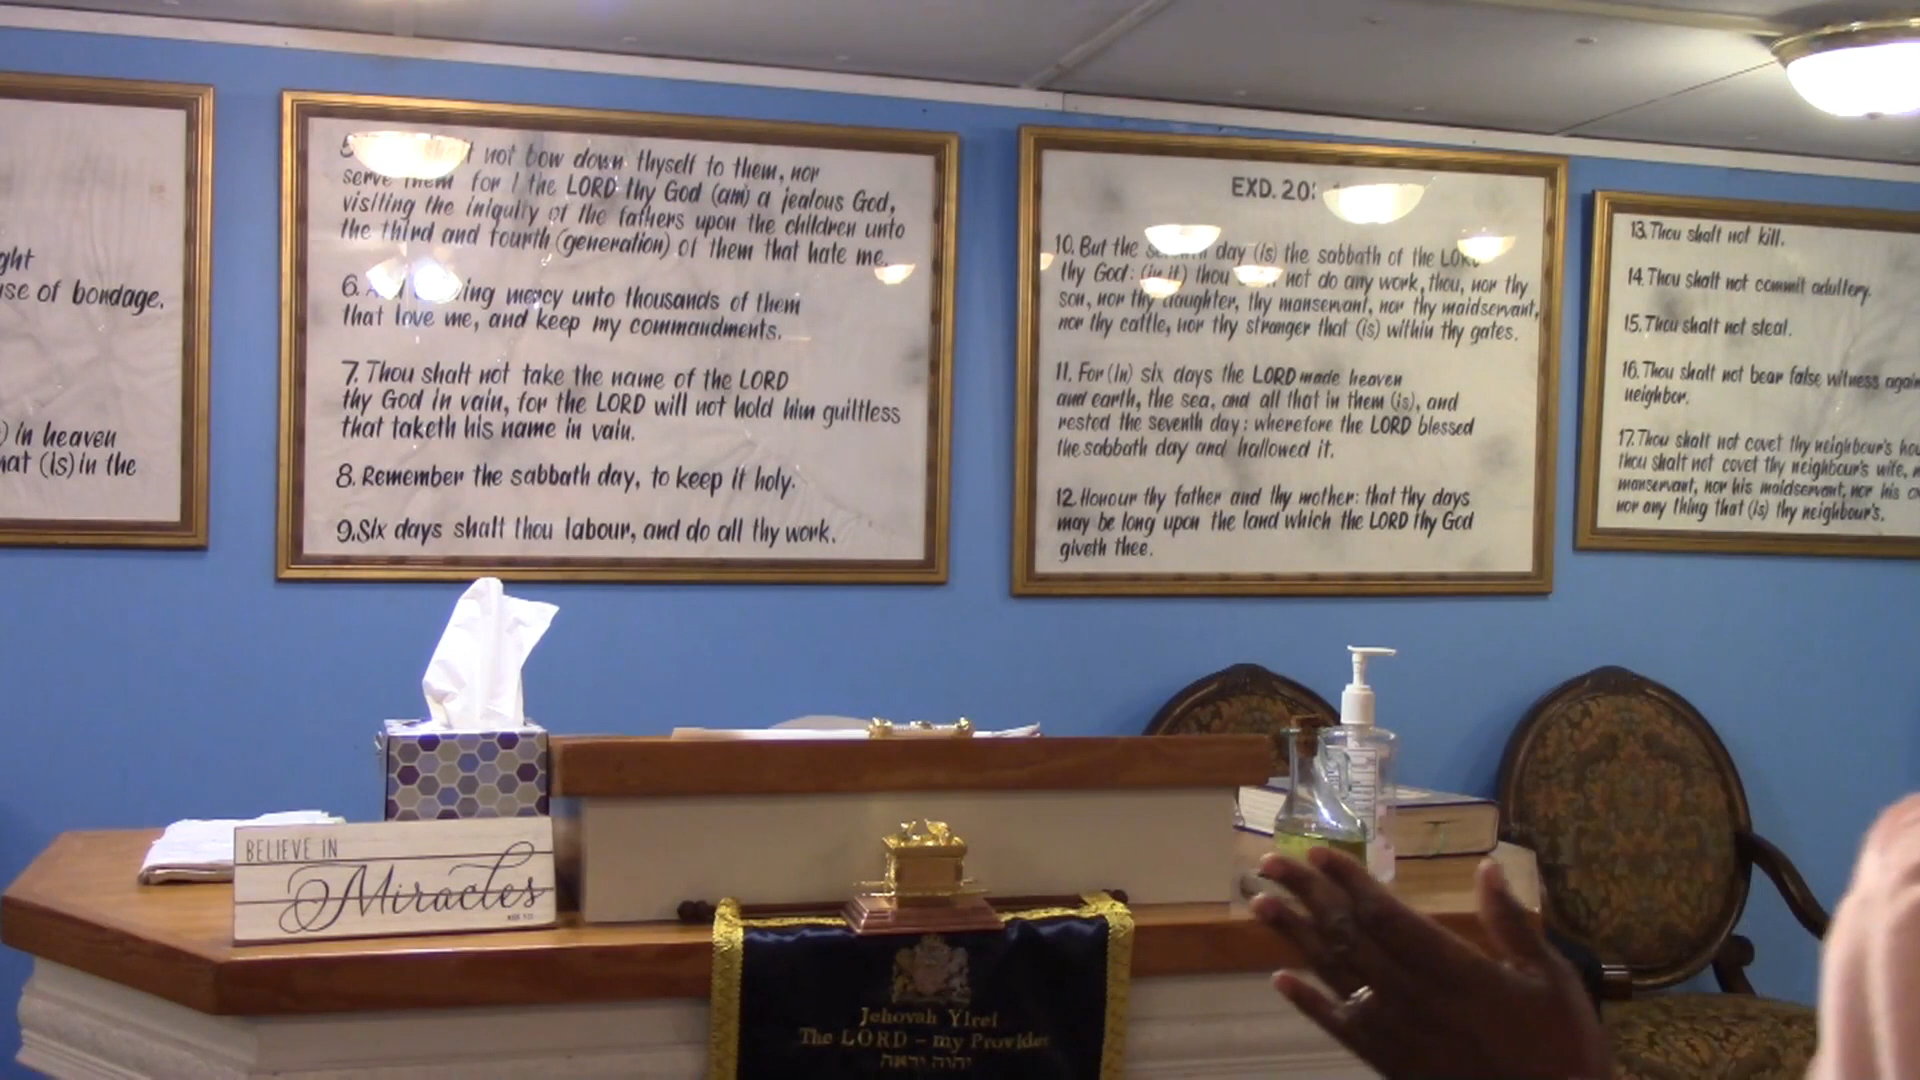 ght
use of bondage.
) in heaven
hat (is) in the
not bow down thyself to them, nor
serve them for I the LORD thy God (am) a jealous God,
visiting the iniquity of the fathers upon the children unto
the third and fourth (generation) of them that hate me.
6. mercy unto thousands of them
that love me, and keep my commandments.
7. Thou shalt not take the name of the LORD
thy God in vain, for the LORD will not hold him guiltless
that taketh his name in vain.
8. Remember the sabbath day, to keep it holy.
9. Six days shalt thou labour, and do all thy work.
EXD. 20:
10. But the seventh day (is) the sabbath of the LORD
thy God: (in it) thou not do any work, thou, nor thy
son, nor thy daughter, thy manservant, nor thy maidservant,
nor thy cattle, nor thy stranger that (is) within thy gates.
11. For (in) six days the LORD made heaven
and earth, the sea, and all that in them (is), and
rested the seventh day: wherefore the LORD blessed
the sabbath day and hallowed it.
12. Honour thy father and thy mother: that thy days
may be long upon the land which the LORD thy God
giveth thee.
13. Thou shalt not kill.
14. Thou shalt not commit adultery.
15. Thou shalt not steal.
16. Thou shalt not bear false witness again
neighbor.
17. Thou shalt not covet thy neighbour's hou
thou shalt not covet thy neighbour's wife, n
manservant, nor his maidservant, nor his o
nor any thing that (is) thy neighbour's.
BELIEVE IN
Miracles
Jehovah YIreI
The LORD - my Provider
יהוה יראה